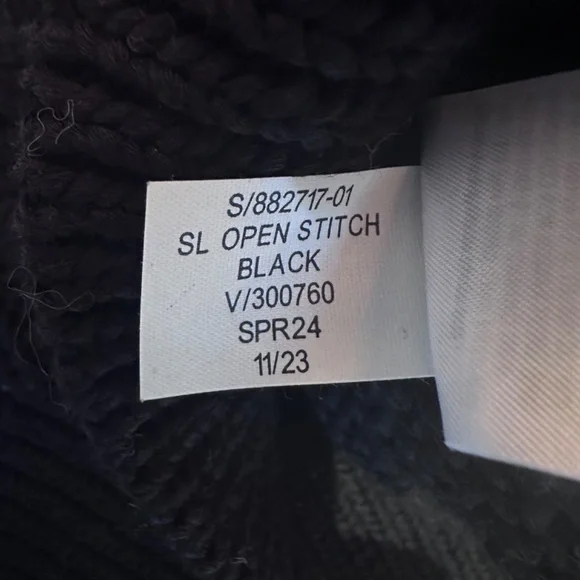 S/882717-01
SL OPEN STITCH
BLACK
V/300760
SPR24
11/23